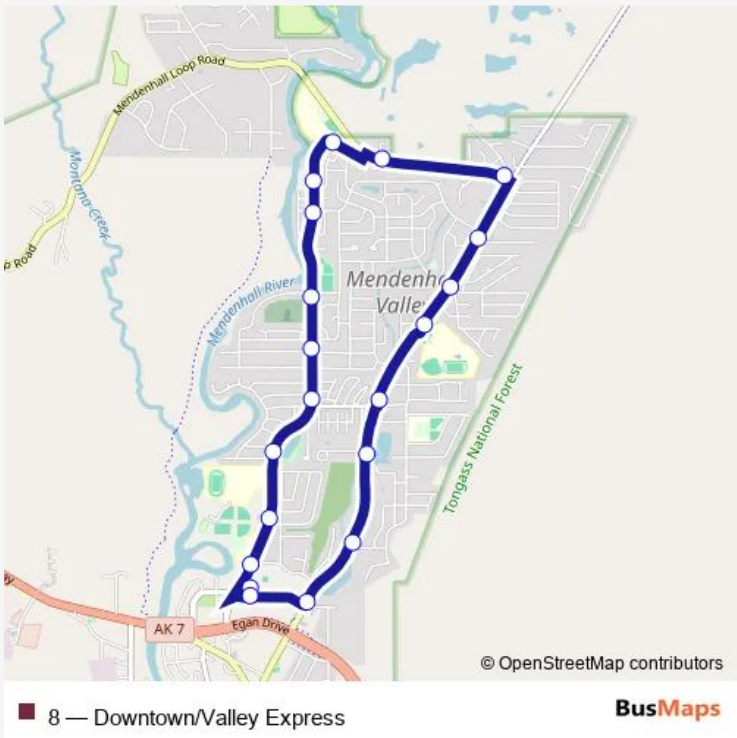 Mendenhall Loop Road
Montana Creek
Road
Mendenhall River
Mendenh
Valley
Tongass National Forest
AK 7
Egan Drive
© OpenStreetMap contributors
8 — Downtown/Valley Express
BusMaps